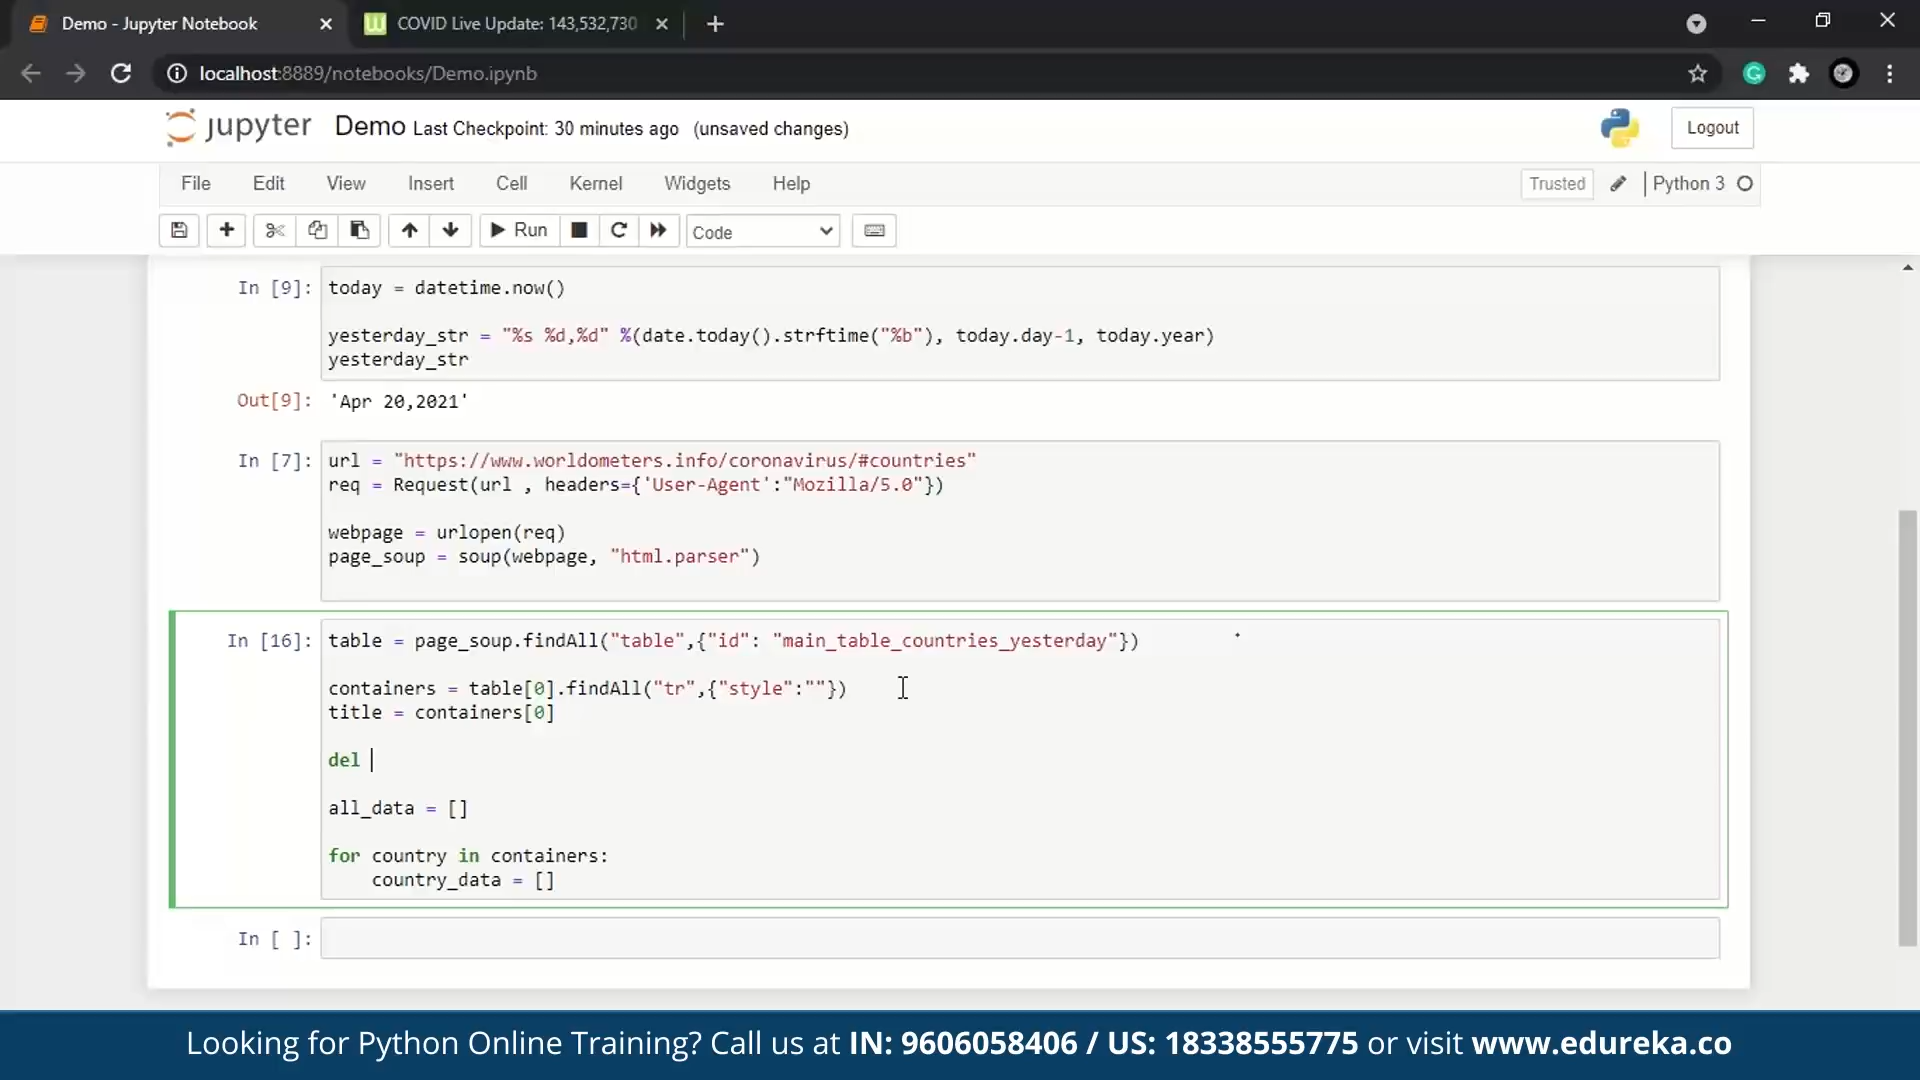 Demo - Jupyter Notebook
COVID Live Update: 143,532,730
localhost:8889/notebooks/Demo.ipynb
jupyter Demo Last Checkpoint: 30 minutes ago (unsaved changes)
Logout
File Edit View Insert Cell Kernel Widgets Help
Trusted Python 3
Run Code
In [9]: today = datetime.now()
yesterday_str = "%s %d,%d" %(date.today().strftime("%b"), today.day-1, today.year)
yesterday_str
Out[9]: 'Apr 20,2021'
In [7]: url = "https://www.worldometers.info/coronavirus/#countries"
req = Request(url , headers={'User-Agent':"Mozilla/5.0"})
webpage = urlopen(req)
page_soup = soup(webpage, "html.parser")
In [16]: table = page_soup.findAll("table",{"id": "main_table_countries_yesterday"})
containers = table[0].findAll("tr",{"style":""})
title = containers[0]
del
all_data = []
for country in containers:
    country_data = []
In [ ]:
Looking for Python Online Training? Call us at IN: 9606058406 / US: 18338555775 or visit www.edureka.co